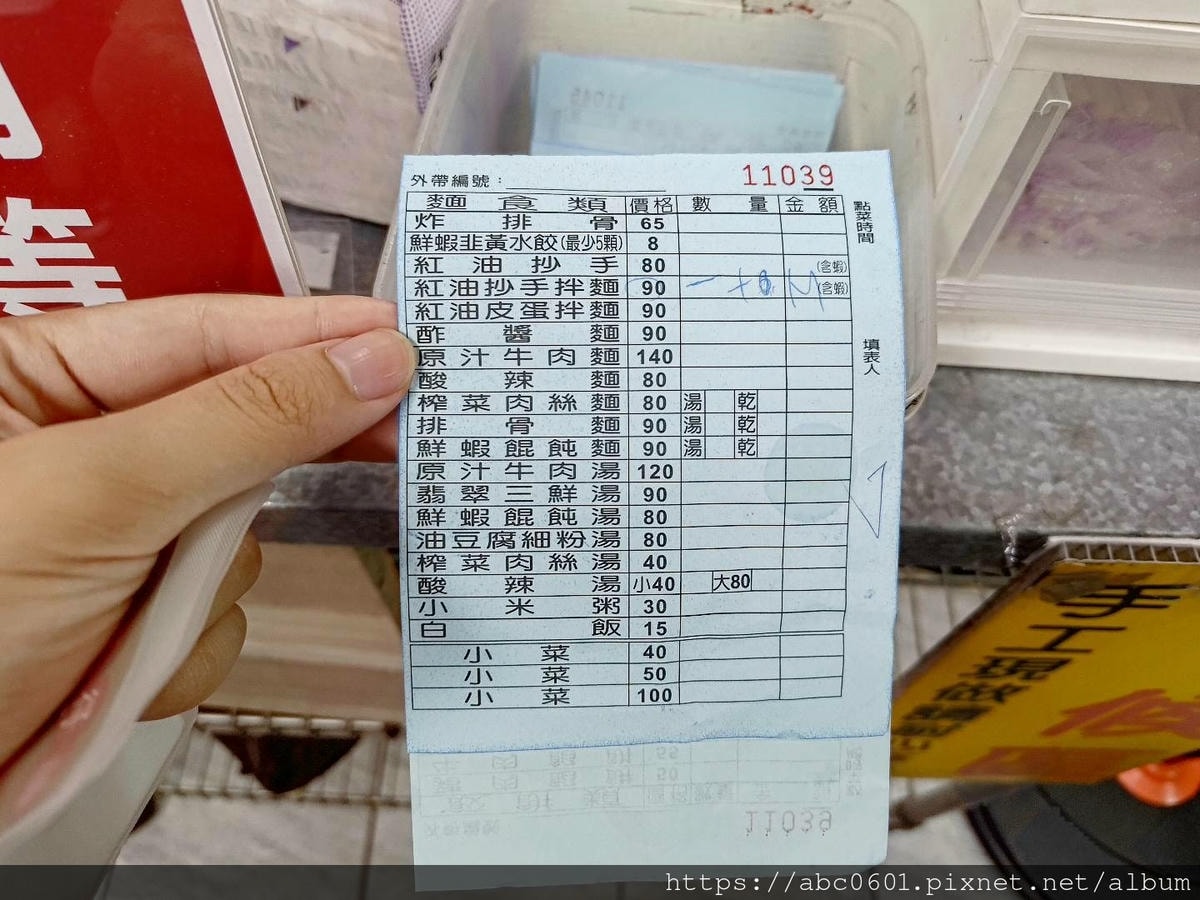 等
11045
外帶編號：
11039
麵食類 價格 數量 金額
點菜時間
炸排骨 65
鮮蝦韭黃水餃(最少5顆) 8
紅油抄手 80 (含蝦)
紅油抄手拌麵 90 (含蝦)
紅油皮蛋拌麵 90
酢醬麵 90
填表人
原汁牛肉麵 140
酸辣麵 80
榨菜肉絲麵 80 湯 乾
排骨麵 90 湯 乾
鮮蝦餛飩麵 90 湯 乾
原汁牛肉湯 120
翡翠三鮮湯 90
鮮蝦餛飩湯 80
油豆腐細粉湯 80
榨菜肉絲湯 40
酸辣湯 小40 大80
小米粥 30
白飯 15
小菜 40
小菜 50
小菜 100
11039
手工現做
https://abc0601.pixnet.net/album